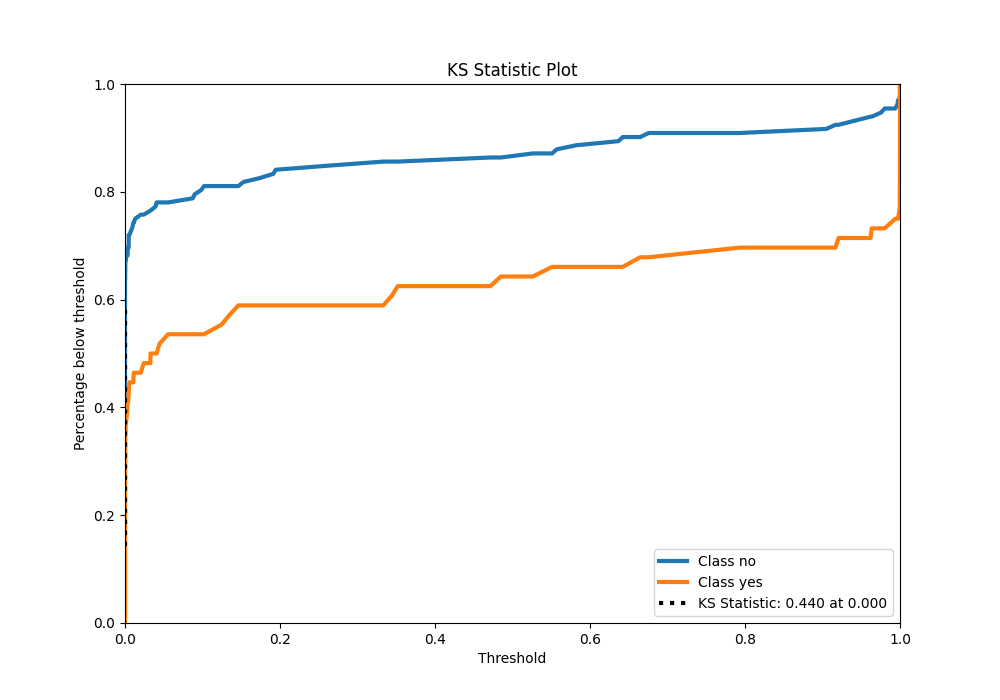 KS Statistic Plot
1.0
0.8
0.6
0.4
0.2
0.0
Percentage below threshold
0.0 0.2 0.4 0.6 0.8 1.0
Threshold
Class no
Class yes
KS Statistic: 0.440 at 0.000